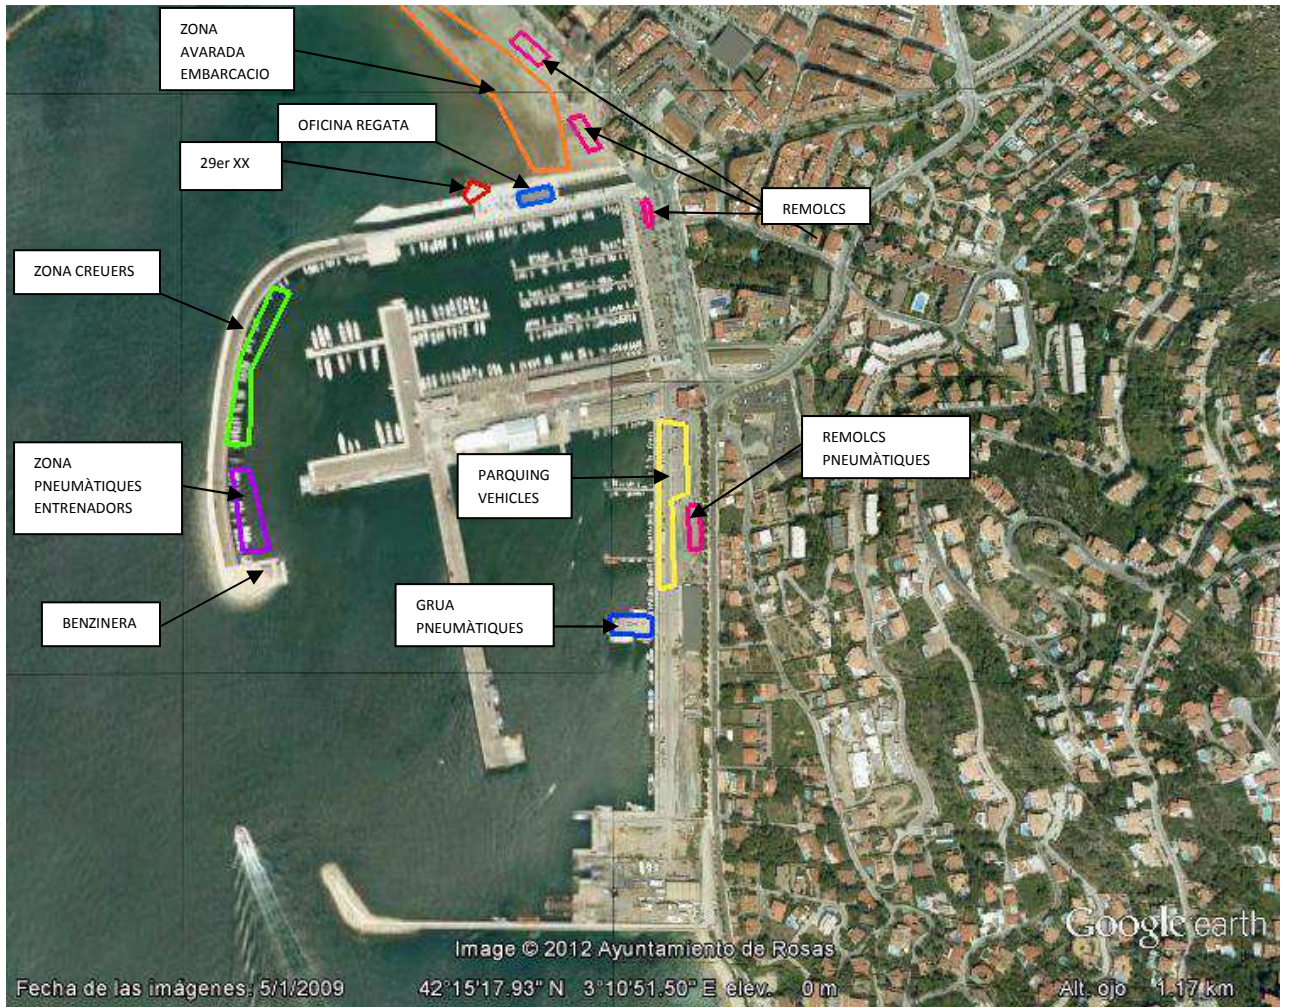 ZONA
AVARADA
EMBARCACIO
OFICINA REGATA
29er XX
REMOLCS
ZONA CREUERS
REMOLCS
PNEUMÀTIQUES
ZONA
PNEUMÀTIQUES
ENTRENADORS
PARQUING
VEHICLES
GRUA
PNEUMÀTIQUES
BENZINERA
Google earth
Image © 2012 Ayuntamiento de Rosas
Fecha de las imágenes: 5/1/2009 42°15'17.93" N 3°10'51.50" E elev. 0 m Alt. ojo 1.17 km